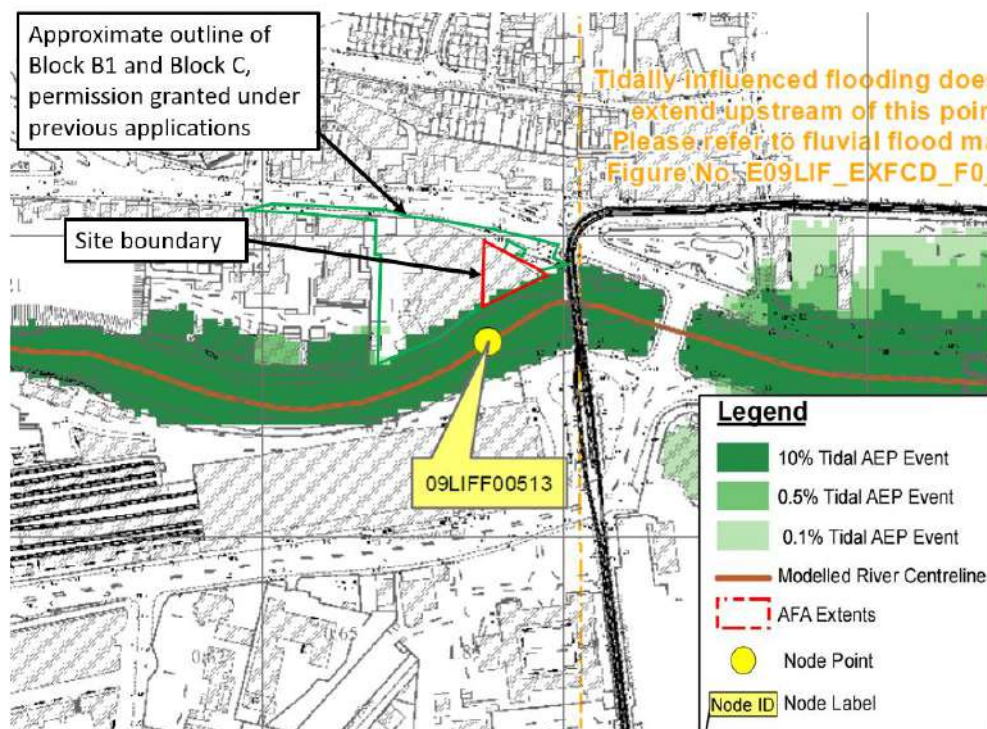 Approximate outline of
Block B1 and Block C,
permission granted under
previous applications
Tidally influenced flooding doe
extend upstream of this poin
Please refer to fluvial flood ma
Figure No. E09LIF_EXFCD_F0_
Site boundary
09LIFF00513
Legend
10% Tidal AEP Event
0.5% Tidal AEP Event
0.1% Tidal AEP Event
Modelled River Centreline
AFA Extents
Node Point
Node ID Node Label